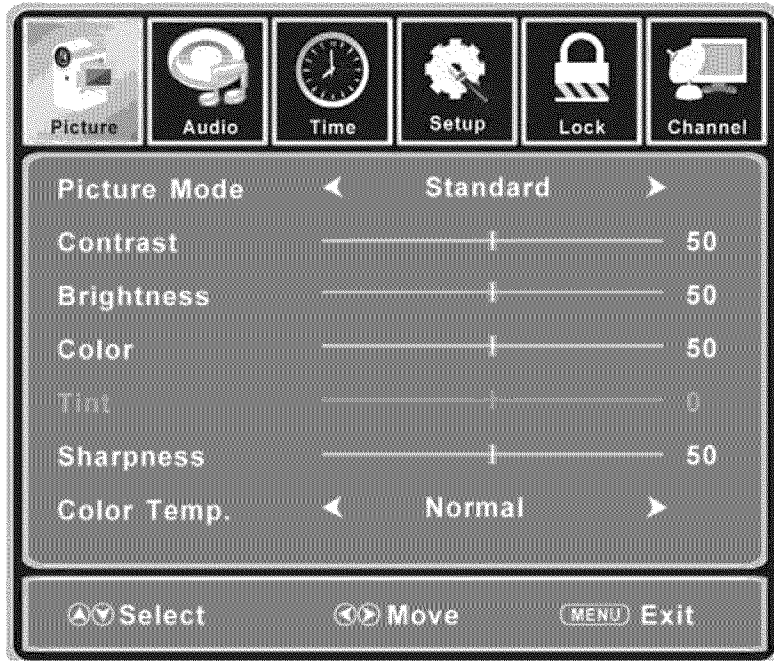 Picture Audio Time Setup Lock Channel
Picture Mode Standard
Contrast 50
Brightness 50
Color 50
Tint 0
Sharpness 50
Color Temp. Normal
Select Move MENU Exit